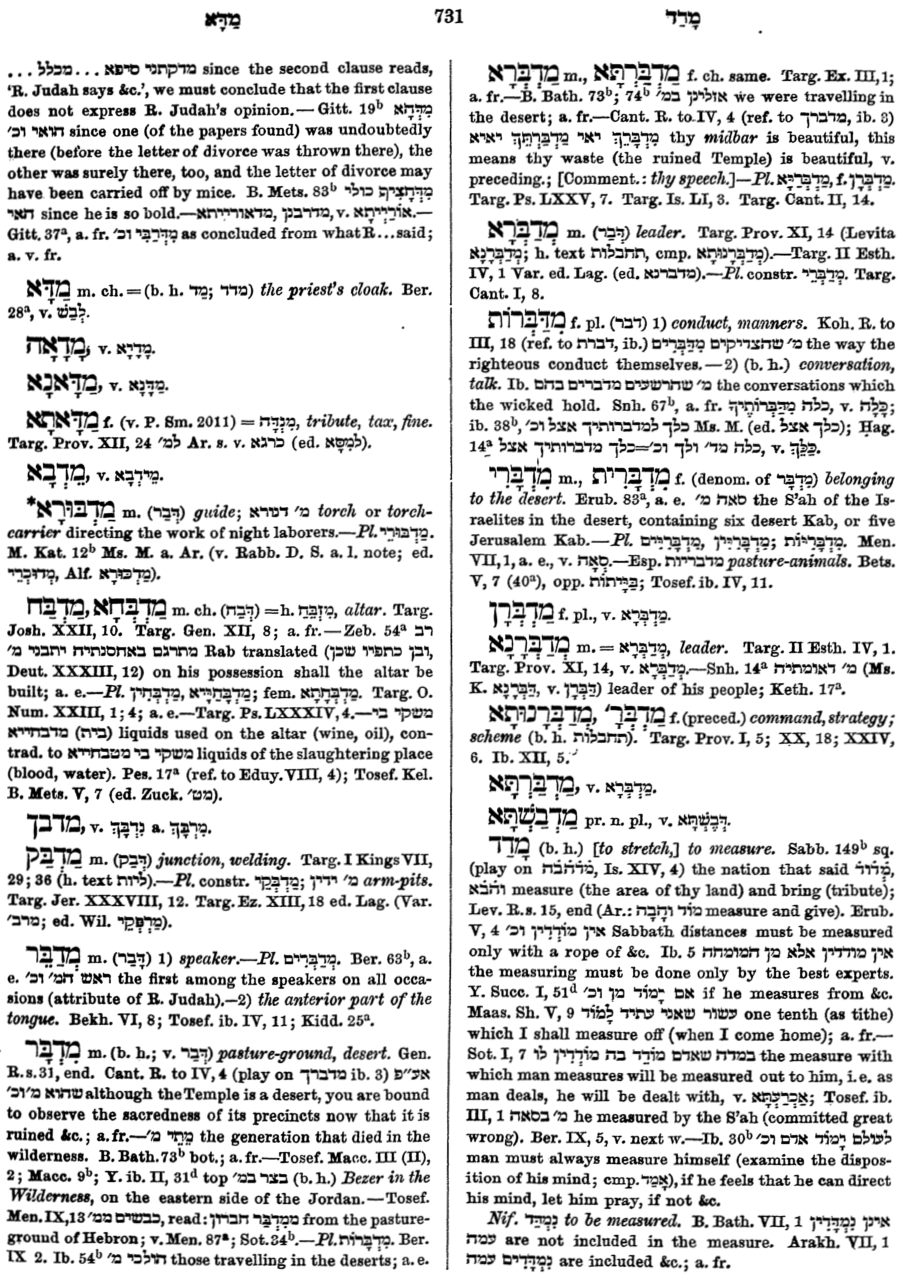 מַדָּא
731
מָדַד
מדקתני סיפא ... מכלל ... since the second clause reads,
‘R. Judah says &c.’, we must conclude that the first clause
does not express R. Judah’s opinion.—Gitt. 19ᵇ מִדְּהָא
הואי וכ׳ since one (of the papers found) was undoubtedly
there (before the letter of divorce was thrown there), the
other was surely there, too, and the letter of divorce may
have been carried off by mice. B. Mets. 83ᵇ מִדַּחֲצִיף כולי
האי since he is so bold.—מדרבנן, מדאורייתא, v. אוֹרַיְיתָא.—
Gitt. 37ᵃ, a. fr. מִדְּרַבִּי וכ׳ as concluded from what R...said;
a. v. fr.
מַדָּא m. ch.=(b. h. מַד; מדד) the priest’s cloak. Ber.
28ᵃ, v. לְבַשׁ.
מָדָאָה, v. מָדָיָא.
מַדָּאנָא, v. מַדָּנָא.
מַדָּאתָא f. (v. P. Sm. 2011) = מִנְדָּה, tribute, tax, fine.
Targ. Prov. XII, 24 למ׳ Ar. s. v. כרגא (ed. לְמִשָּׂא).
מֵדְבָא, v. מֵידְבָא.
*מַדְבּוּרָא m. (דְּבַר) guide; מ׳ דנורא torch or torch-
carrier directing the work of night laborers.—Pl. מַדְבּוּרֵי.
M. Kat. 12ᵇ Ms. M. a. Ar. (v. Rabb. D. S. a. l. note; ed.
מָדוּכְרֵי, Alf. מַדְכּוּרָא).
מַדְבְּחָא, מַדְבַּח m. ch. (דְּבַח) =h. מִזְבֵּחַ, altar. Targ.
Josh. XXII, 10. Targ. Gen. XII, 8; a. fr.—Zeb. 54ᵃ רב
מתרגם באחסנתיה יתבני מ׳ Rab translated (ובן כתפיו שכן,
Deut. XXXIII, 12) on his possession shall the altar be
built; a. e.—Pl. מַדְבְּחִין, מַדְבְּחַיָּיא; fem. מַדְבְּחָתָא. Targ. O.
Num. XXIII, 1; 4; a. e.—Targ. Ps. LXXXIV, 4.—משקי בי
מדבחייא (בית) liquids used on the altar (wine, oil), con-
trad. to משקי בי מטבחייא liquids of the slaughtering place
(blood, water). Pes. 17ᵃ (ref. to Eduy. VIII, 4); Tosef. Kel.
B. Mets. V, 7 (ed. Zuck. מט׳).
מדבך, v. נִדְבָּךְ a. מַרְבָּךְ.
מַדְבַּק m. (דְּבַק) junction, welding. Targ. I Kings VII,
29; 36 (h. text ליות).—Pl. constr. מַדְבְּקֵי; מ׳ ידין arm-pits.
Targ. Jer. XXXVIII, 12. Targ. Ez. XIII, 18 ed. Lag. (Var.
מרב׳; ed. Wil. מַדְפְּקֵי).
מְדַבֵּר m. (דָּבַר) 1) speaker.—Pl. מְדַבְּרִים. Ber. 63ᵇ, a.
e. ראש המ׳ וכ׳ the first among the speakers on all occa-
sions (attribute of R. Judah).—2) the anterior part of the
tongue. Bekh. VI, 8; Tosef. ib. IV, 11; Kidd. 25ᵃ.
מִדְבָּר m. (b. h.; v. דְּבַר) pasture-ground, desert. Gen.
R. s. 31, end. Cant. R. to IV, 4 (play on מדברך ib. 3) אע״פ
שהוא מ׳ וכ׳ although the Temple is a desert, you are bound
to observe the sacredness of its precincts now that it is
ruined &c.; a. fr.—מֵתֵי מ׳ the generation that died in the
wilderness. B. Bath. 73ᵇ bot.; a. fr.—Tosef. Macc. III (II),
2; Macc. 9ᵇ; Y. ib. II, 31ᵈ top בצר במ׳ (b. h.) Bezer in the
Wilderness, on the eastern side of the Jordan.—Tosef.
Men. IX, 13 כבשים ממ׳, read: ממִדְבַּר חברון from the pasture-
ground of Hebron; v. Men. 87ᵃ; Sot. 34ᵇ.—Pl. מִדְבָּרוֹת. Ber.
IX 2. Ib. 54ᵇ הולכי מ׳ those travelling in the deserts; a. e.
מַדְבְּרָא m., מַדְבַּרְתָּא f. ch. same. Targ. Ex. III, 1;
a. fr.—B. Bath. 73ᵇ; 74ᵇ אזלינן במ׳ we were travelling in
the desert; a. fr.—Cant. R. to IV, 4 (ref. to מדברך, ib. 3)
מִדְבָּרֵךְ יאי מַדְבַּרְתֵּךְ יאיא thy midbar is beautiful, this
means thy waste (the ruined Temple) is beautiful, v.
preceding.; [Comment.: thy speech.]—Pl. מַדְבְּרַיָּא, f. מַדְבְּרָן.
Targ. Ps. LXXV, 7. Targ. Is. LI, 3. Targ. Cant. II, 14.
מַדְבְּרָא m. (דְּבַר) leader. Targ. Prov. XI, 14 (Levita
מְדַבְּרָנָא; h. text תחבלות, cmp. מְדַבְּרָנוּתָא).—Targ. II Esth.
IV, 1 Var. ed. Lag. (ed. מדברנא).—Pl. constr. מַדְבְּרֵי. Targ.
Cant. I, 8.
מִדַּבְּרוֹת f. pl. (דבר) 1) conduct, manners. Koh. R. to
III, 18 (ref. to דברת, ib.) מ׳ שהצדיקים מִדַּבְּרִים the way the
righteous conduct themselves.—2) (b. h.) conversation,
talk. Ib. מ׳ שהרשעים מדברים בהם the conversations which
the wicked hold. Snh. 67ᵇ, a. fr. כלה מִדַּבְּרוֹתֶיךָ, v. כָּלָה;
ib. 38ᵇ, כלך למדברותיך אצל וכ׳ Ms. M. (ed. כלך אצל); Hag.
14ᵃ כלה מד׳ ולך וכ׳=כלך מדברותיך אצל, v. כַּלֵּךְ.
מִדְבָּרִי m., מִדְבָּרִית f. (denom. of מִדְבָּר) belonging
to the desert. Erub. 83ᵃ, a. e. סאה מ׳ the S’ah of the Is-
raelites in the desert, containing six desert Kab, or five
Jerusalem Kab.—Pl. מִדְבָּרִיִּים, מִדְבָּרִיִּין; מִדְבָּרִיּוֹת. Men.
VII, 1, a. e., v. סְאָה.—Esp. מדבריות pasture-animals. Bets.
V, 7 (40ᵃ), opp. בַּיְיתוֹת; Tosef. ib. IV, 11.
מַדְבְּרָן f. pl., v. מַדְבְּרָא.
מַדְבְּרָנָא m. = מַדְבְּרָא, leader. Targ. II Esth. IV, 1.
Targ. Prov. XI, 14, v. מַדְבְּרָא.—Snh. 14ᵃ מ׳ דאומתיה (Ms.
K. דַּבְּרָנָא, v. דַּבְּרָן) leader of his people; Keth. 17ᵃ.
מַדְבְּרָנוּתָא, מְדַבְּר׳ f. (preced.) command, strategy;
scheme (b. h. תחבלות). Targ. Prov. I, 5; XX, 18; XXIV,
6. Ib. XII, 5.
מַדְבַּרְתָּא, v. מַדְבְּרָא.
מַדְבַּשְׁתָּא pr. n. pl., v. דְּבֶשְׁתָּא.
מָדַד (b. h.) [to stretch,] to measure. Sabb. 149ᵇ sq.
(play on מדהבה, Is. XIV, 4) the nation that said מְדוֹד,
והבא measure (the area of thy land) and bring (tribute);
Lev. R. s. 15, end (Ar.: מוד והָבָה measure and give). Erub.
V, 4 אין מוֹדְדִין וכ׳ Sabbath distances must be measured
only with a rope of &c. Ib. 5 אין מודדין אלא מן המומחה
the measuring must be done only by the best experts.
Y. Succ. I, 51ᵈ אם יָמוֹד מן וכ׳ if he measures from &c.
Maas. Sh. V, 9 עשור שאני עתיד לָמוֹד one tenth (as tithe)
which I shall measure off (when I come home); a. fr.—
Sot. I, 7 במדה שאדם מוֹדֵד בה מוֹדְדִין לו the measure with
which man measures will be measured out to him, i. e. as
man deals, he will be dealt with, v. אַכְרַעְתָּא; Tosef. ib.
III, 1 מ׳ בסאה he measured by the S’ah (committed great
wrong). Ber. IX, 5, v. next w.—Ib. 30ᵇ לעולם יָמוֹד אדם וכ׳
man must always measure himself (examine the dispos-
ition of his mind; cmp. אָמַד), if he feels that he can direct
his mind, let him pray, if not &c.
Nif. נִמְדַּד to be measured. B. Bath. VII, 1 אינן נִמְדָּדִין
עמה are not included in the measure. Arakh. VII, 1
נִמְדָּדִים עמה are included &c.; a. fr.